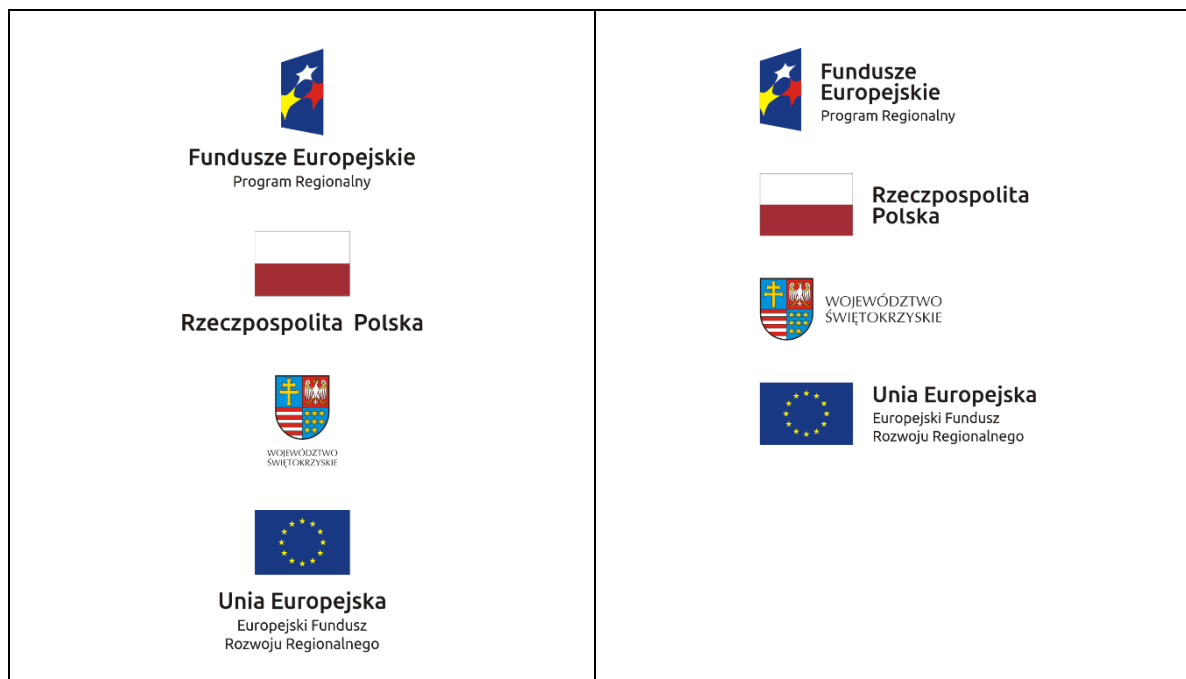 Fundusze Europejskie
Program Regionalny
Rzeczpospolita Polska
WOJEWÓDZTWO
ŚWIĘTOKRZYSKIE
Unia Europejska
Europejski Fundusz
Rozwoju Regionalnego
Fundusze
Europejskie
Program Regionalny
Rzeczpospolita
Polska
WOJEWÓDZTWO
ŚWIĘTOKRZYSKIE
Unia Europejska
Europejski Fundusz
Rozwoju Regionalnego